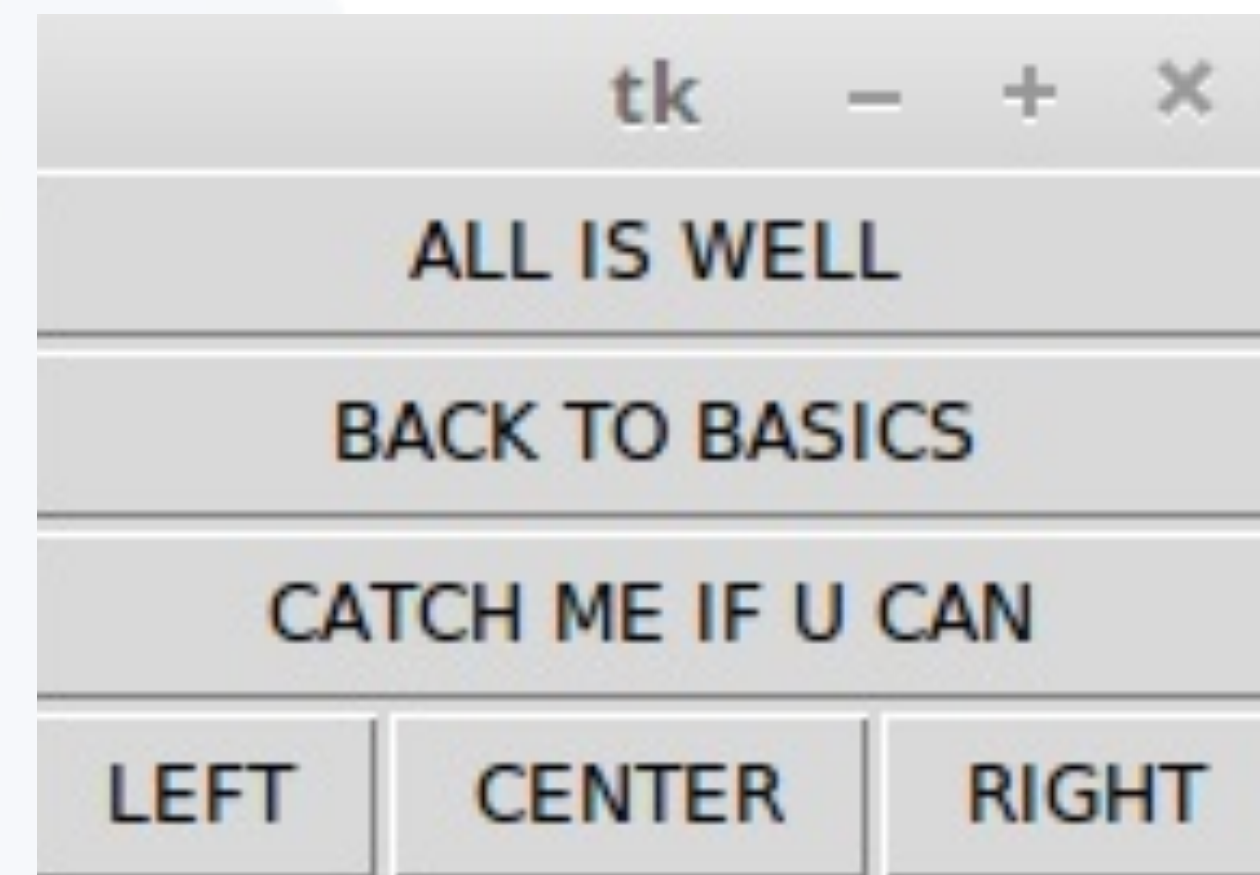 tk
ALL IS WELL
BACK TO BASICS
CATCH ME IF U CAN
LEFT CENTER RIGHT